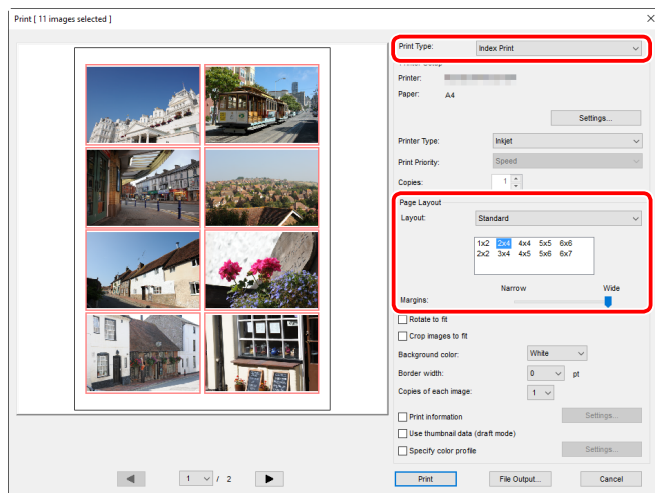 Print [ 11 images selected ]
Print Type: Index Print
Printer Setup
Printer:
Paper: A4
Settings...
Printer Type: Inkjet
Print Priority: Speed
Copies: 1
Page Layout
Layout: Standard
1x2 2x4 4x4 5x5 6x6
2x2 3x4 4x5 5x6 6x7
Narrow Wide
Margins:
Rotate to fit
Crop images to fit
Background color: White
Border width: 0 pt
Copies of each image: 1
Print information Settings...
Use thumbnail data (draft mode)
Specify color profile Settings...
1 / 2
Print File Output... Cancel